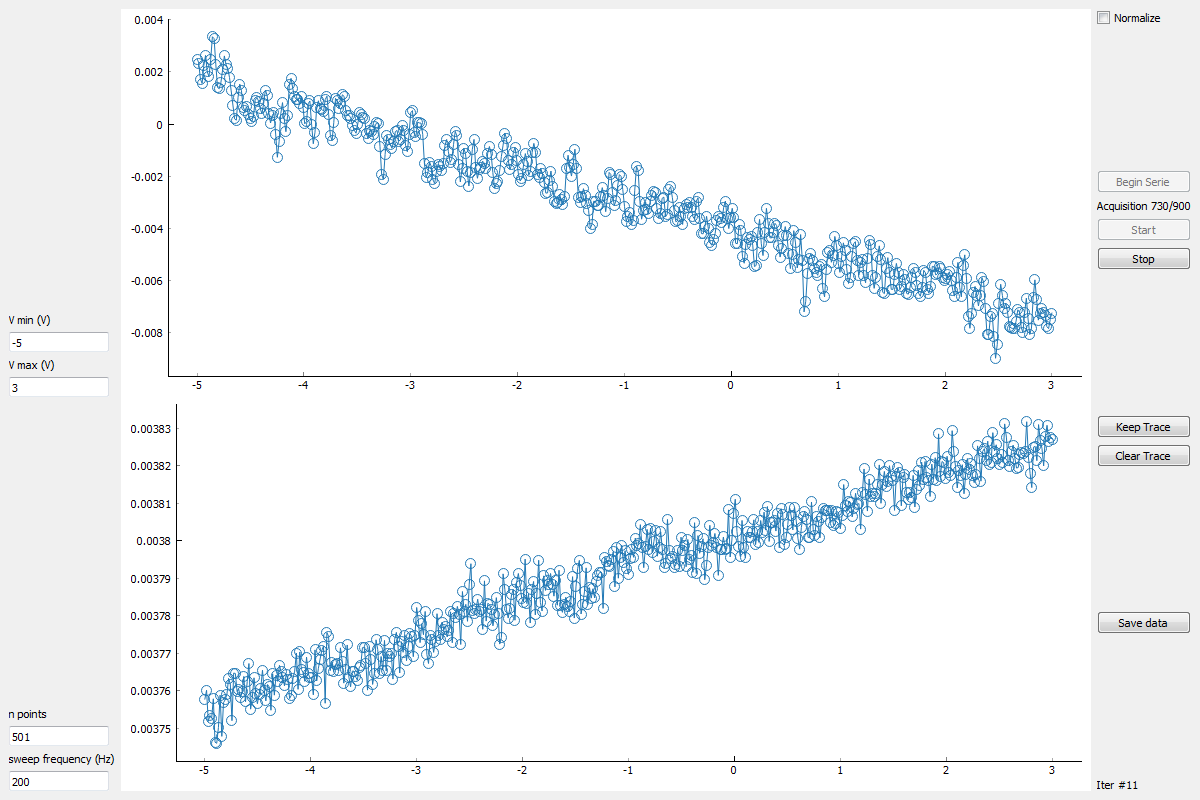 Normalize
Begin Serie
Acquisition 730/900
Start
Stop
V min (V)
-5
V max (V)
3
0.004
0.002
0
-0.002
-0.004
-0.006
-0.008
-5 -4 -3 -2 -1 0 1 2 3
Keep Trace
Clear Trace
0.00383
0.00382
0.00381
0.0038
0.00379
0.00378
0.00377
0.00376
0.00375
-5 -4 -3 -2 -1 0 1 2 3
Save data
n points
501
sweep frequency (Hz)
200
Iter #11